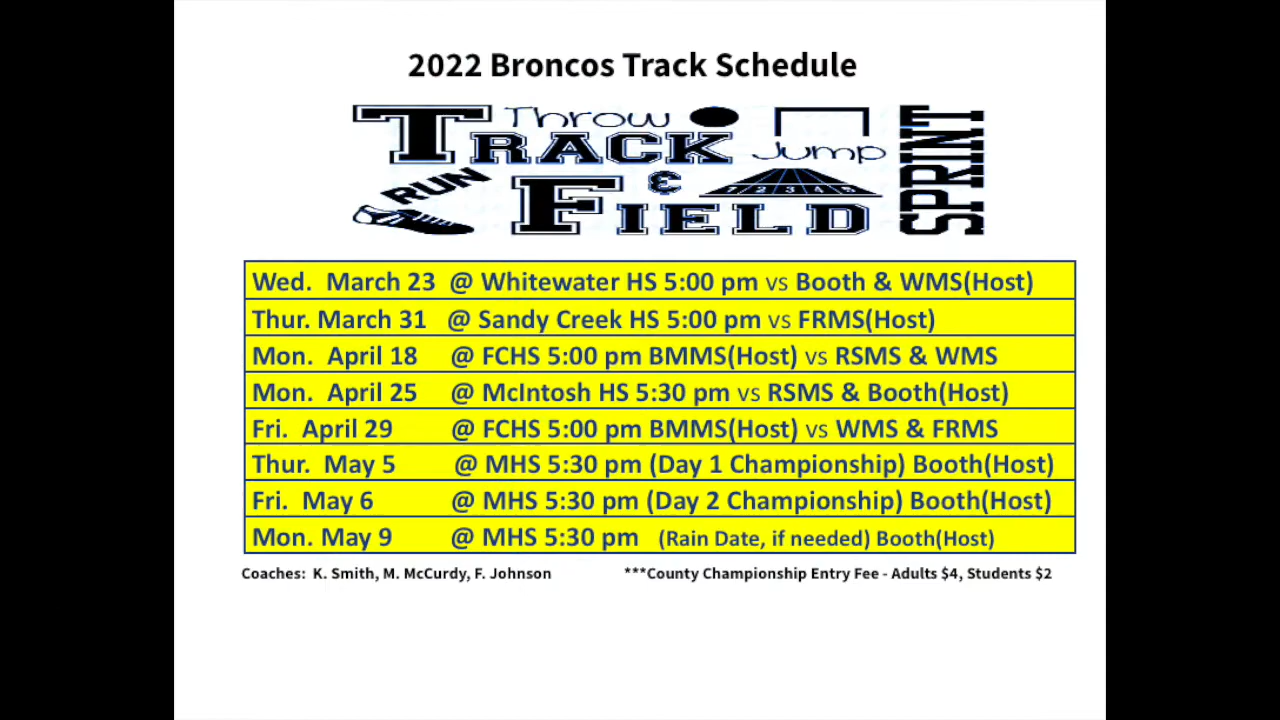 2022 Broncos Track Schedule
Throw
TRACK
Jump
SPRINT
RUN
&
FIELD
1 2 3 4 5
Wed. March 23 @ Whitewater HS 5:00 pm vs Booth & WMS(Host)
Thur. March 31 @ Sandy Creek HS 5:00 pm vs FRMS(Host)
Mon. April 18 @ FCHS 5:00 pm BMMS(Host) vs RSMS & WMS
Mon. April 25 @ McIntosh HS 5:30 pm vs RSMS & Booth(Host)
Fri. April 29 @ FCHS 5:00 pm BMMS(Host) vs WMS & FRMS
Thur. May 5 @ MHS 5:30 pm (Day 1 Championship) Booth(Host)
Fri. May 6 @ MHS 5:30 pm (Day 2 Championship) Booth(Host)
Mon. May 9 @ MHS 5:30 pm (Rain Date, if needed) Booth(Host)
Coaches: K. Smith, M. McCurdy, F. Johnson ***County Championship Entry Fee - Adults $4, Students $2